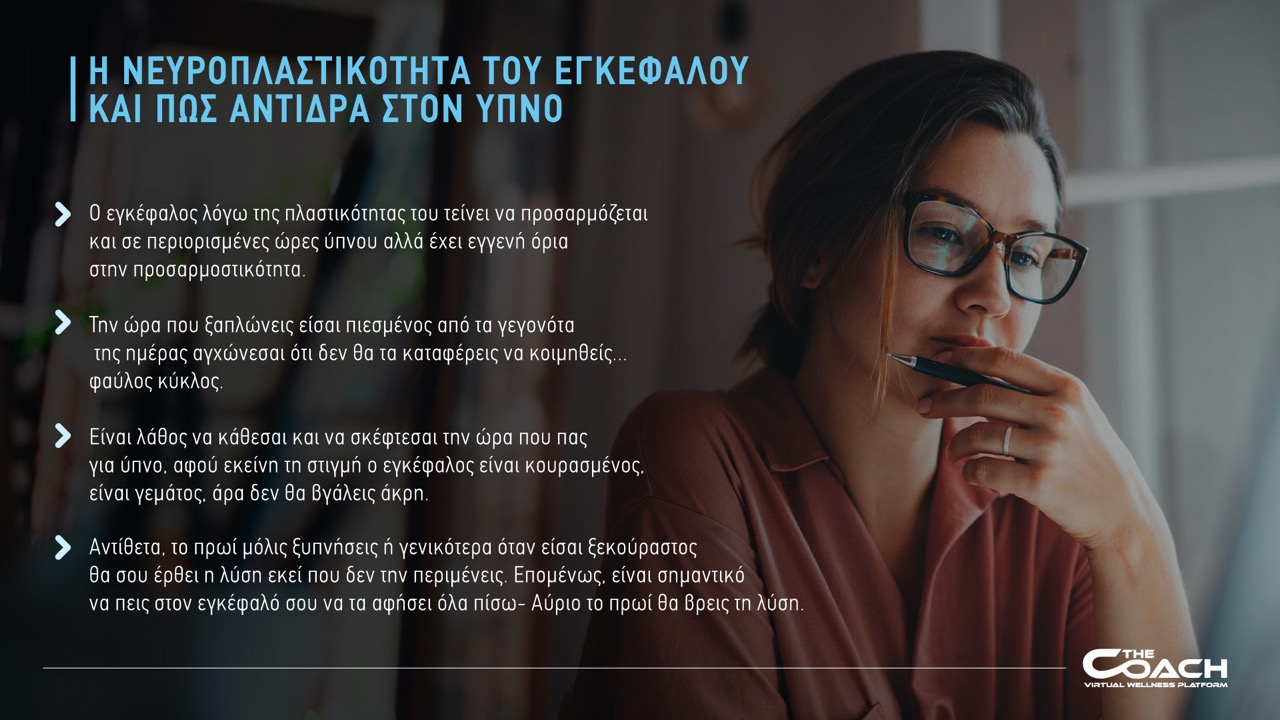 Η ΝΕΥΡΟΠΛΑΣΤΙΚΟΤΗΤΑ ΤΟΥ ΕΓΚΕΦΑΛΟΥ
ΚΑΙ ΠΩΣ ΑΝΤΙΔΡΑ ΣΤΟΝ ΥΠΝΟ
Ο εγκέφαλος λόγω της πλαστικότητας του τείνει να προσαρμόζεται
και σε περιορισμένες ώρες ύπνου αλλά έχει εγγενή όρια
στην προσαρμοστικότητα.
Την ώρα που ξαπλώνεις είσαι πιεσμένος από τα γεγονότα
της ημέρας αγχώνεσαι ότι δεν θα τα καταφέρεις να κοιμηθείς...
φαύλος κύκλος.
Είναι λάθος να κάθεσαι και να σκέφτεσαι την ώρα που πας
για ύπνο, αφού εκείνη τη στιγμή ο εγκέφαλος είναι κουρασμένος,
είναι γεμάτος, άρα δεν θα βγάλεις άκρη.
Αντίθετα, το πρωί μόλις ξυπνήσεις ή γενικότερα όταν είσαι ξεκούραστος
θα σου έρθει η λύση εκεί που δεν την περιμένεις. Επομένως, είναι σημαντικό
να πεις στον εγκέφαλό σου να τα αφήσει όλα πίσω- Αύριο το πρωί θα βρεις τη λύση.
THE
COACH
VIRTUAL WELLNESS PLATFORM